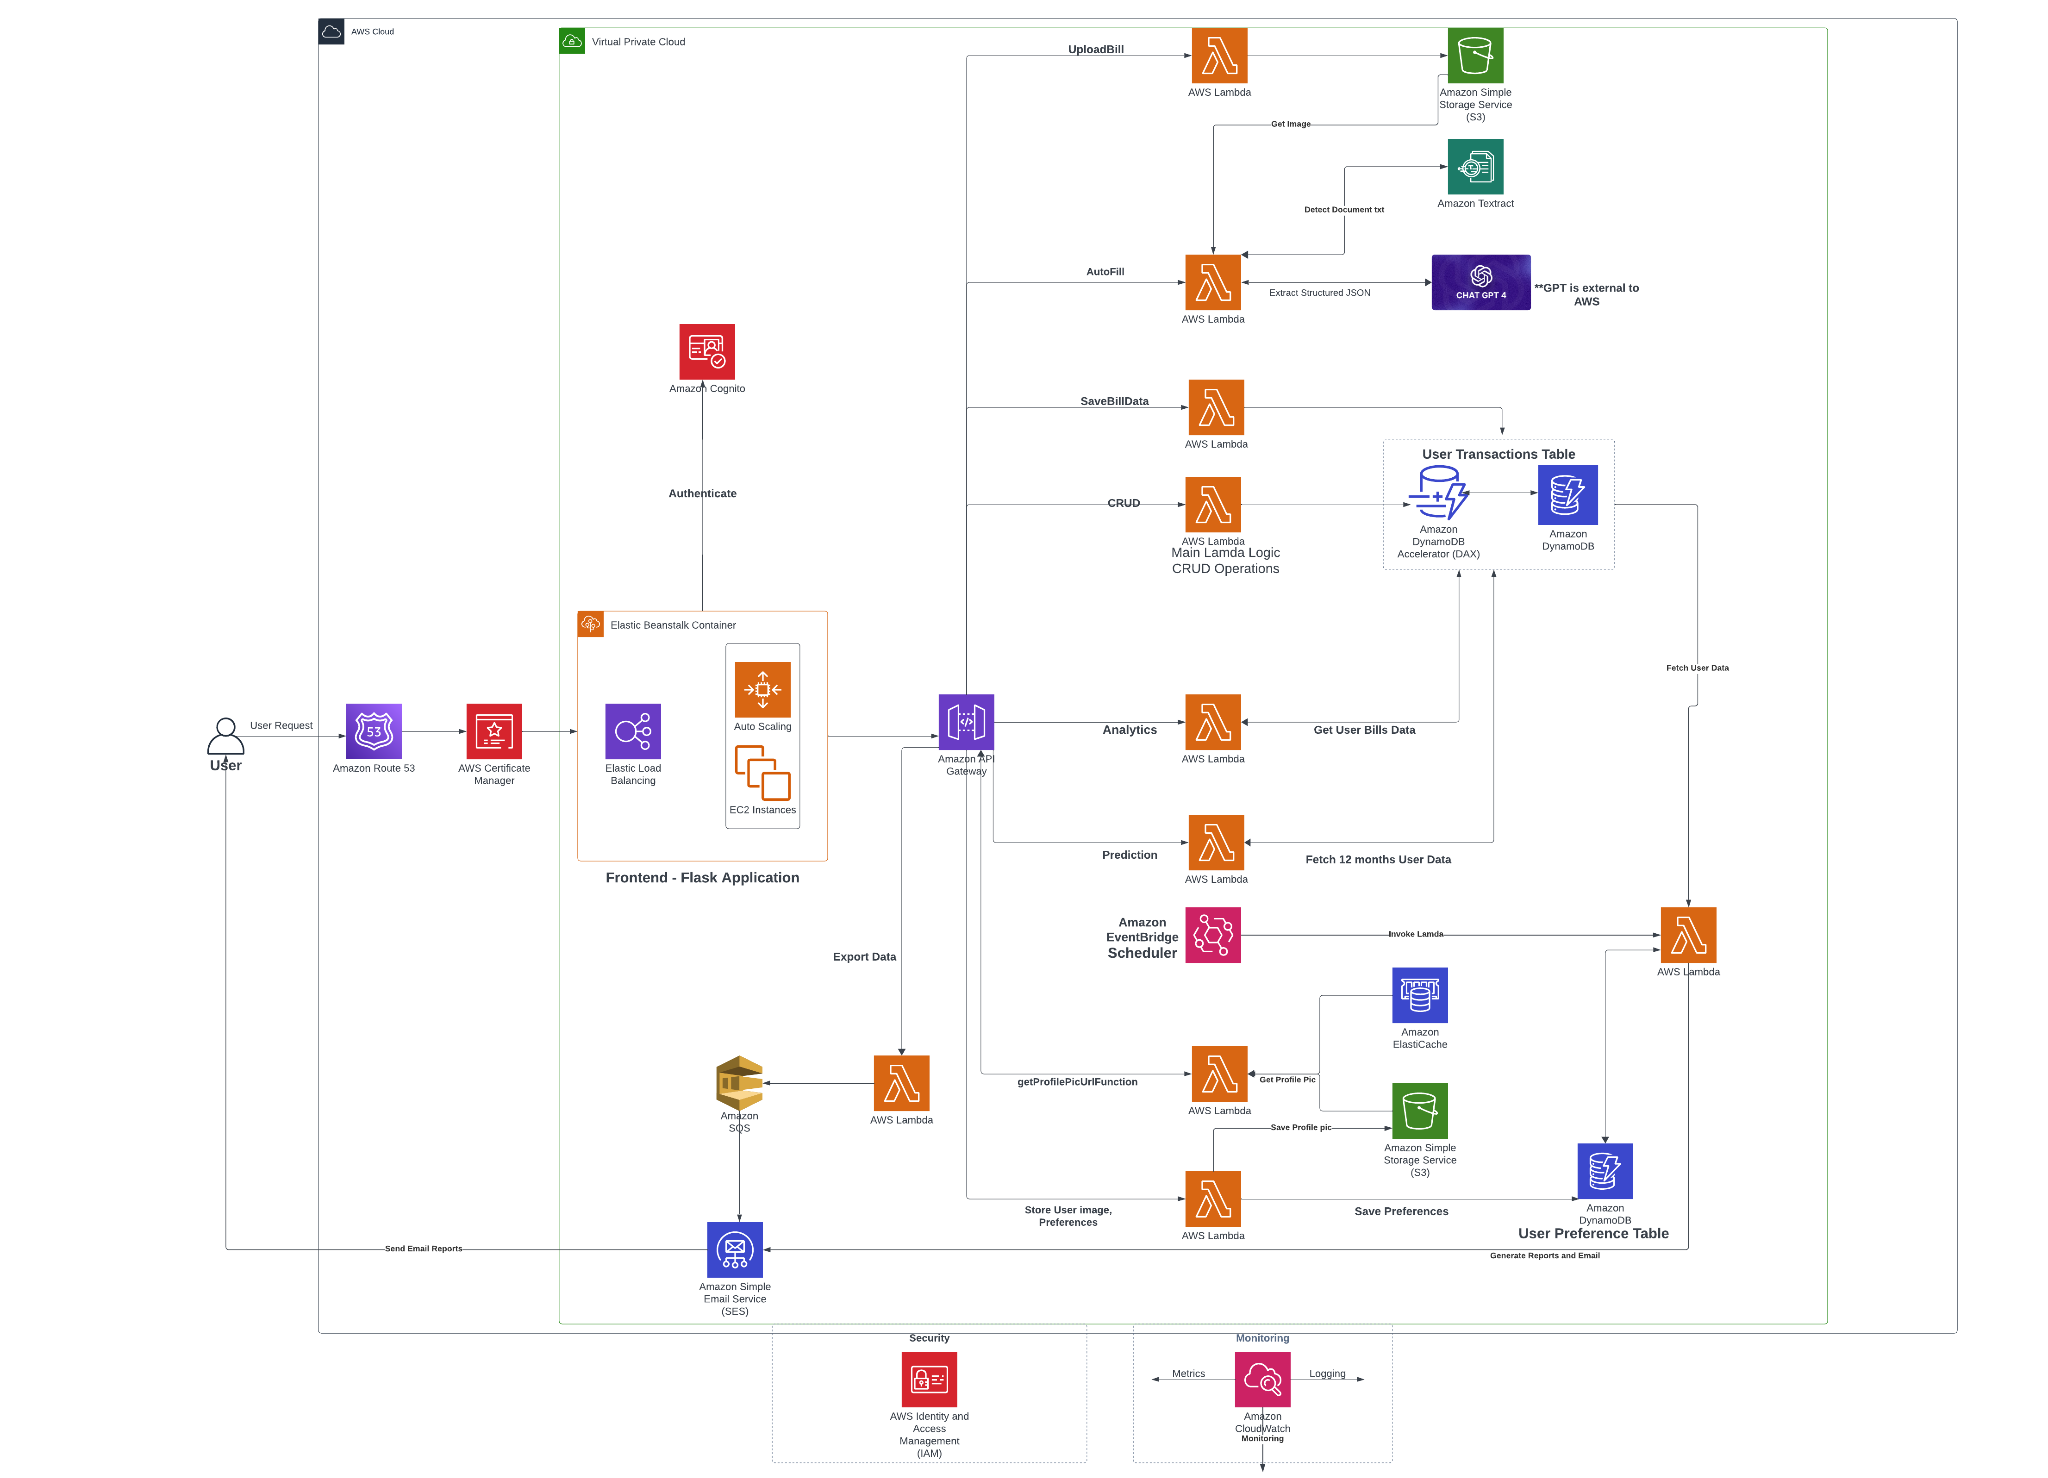 AWS Cloud
Virtual Private Cloud
UploadBill
AWS Lambda
Amazon Simple
Storage Service
(S3)
Get Image
Detect Document txt
Amazon Textract
AutoFill
AWS Lambda
Extract Structured JSON
CHAT GPT 4
**GPT is external to
AWS
Amazon Cognito
Authenticate
SaveBillData
AWS Lambda
User Transactions Table
Amazon
DynamoDB
Accelerator (DAX)
Amazon
DynamoDB
CRUD
AWS Lambda
Main Lamda Logic
CRUD Operations
Fetch User Data
Elastic Beanstalk Container
Auto Scaling
EC2 Instances
Elastic Load
Balancing
Frontend - Flask Application
User Request
User
53
Amazon Route 53
AWS Certificate
Manager
Amazon API
Gateway
Analytics
AWS Lambda
Get User Bills Data
Prediction
AWS Lambda
Fetch 12 months User Data
Amazon
EventBridge
Scheduler
Invoke Lamda
AWS Lambda
Export Data
AWS Lambda
Amazon
SQS
Amazon
ElastiCache
getProfilePicUrlFunction
AWS Lambda
Get Profile Pic
Save Profile pic
Amazon Simple
Storage Service
(S3)
Store User image,
Preferences
AWS Lambda
Save Preferences
Amazon
DynamoDB
User Preference Table
Generate Reports and Email
Send Email Reports
Amazon Simple
Email Service
(SES)
Security
AWS Identity and
Access
Management
(IAM)
Monitoring
Metrics
Logging
Amazon
CloudWatch
Monitoring